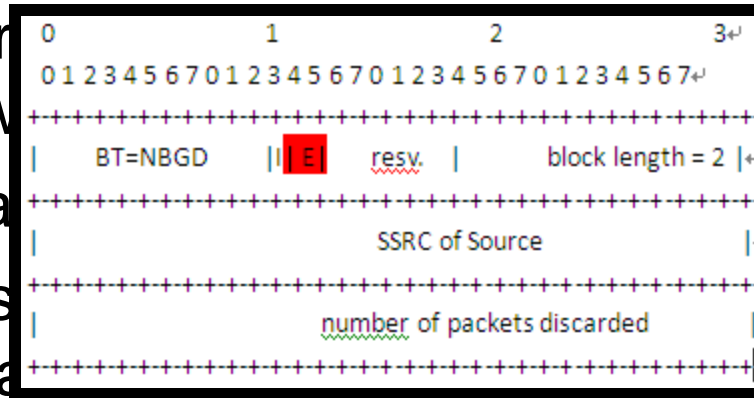 0 1 2 3
0 1 2 3 4 5 6 7 0 1 2 3 4 5 6 7 0 1 2 3 4 5 6 7 0 1 2 3 4 5 6 7
+-+-+-+-+-+-+-+-+-+-+-+-+-+-+-+-+-+-+-+-+-+-+-+-+-+-+-+-+-+-+-+-+
| BT=NBGD |I| E| resv. | block length = 2 |
+-+-+-+-+-+-+-+-+-+-+-+-+-+-+-+-+-+-+-+-+-+-+-+-+-+-+-+-+-+-+-+-+
| SSRC of Source |
+-+-+-+-+-+-+-+-+-+-+-+-+-+-+-+-+-+-+-+-+-+-+-+-+-+-+-+-+-+-+-+-+
| number of packets discarded |
+-+-+-+-+-+-+-+-+-+-+-+-+-+-+-+-+-+-+-+-+-+-+-+-+-+-+-+-+-+-+-+-+